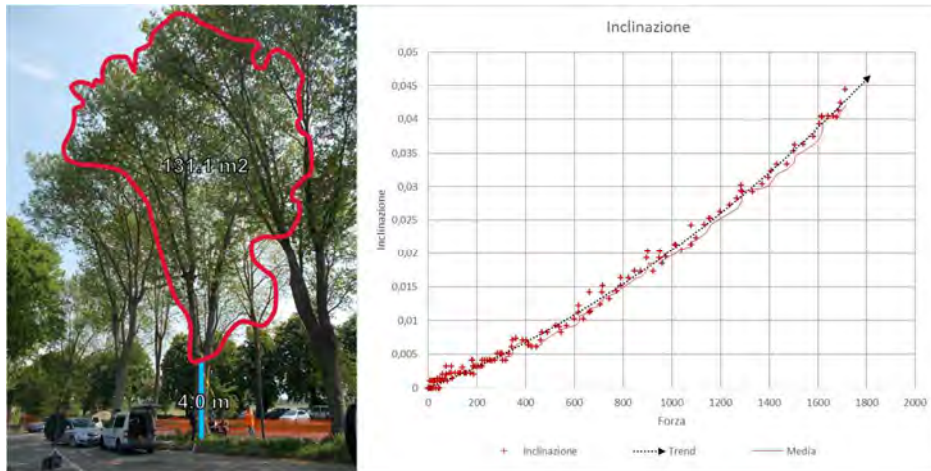 131.1 m2
4.0 m
Inclinazione
0,05
0,045
0,04
0,035
0,03
0,025
0,02
0,015
0,01
0,005
0
Inclinazione
0 200 400 600 800 1000 1200 1400 1600 1800 2000
Forza
Inclinazione Trend Media